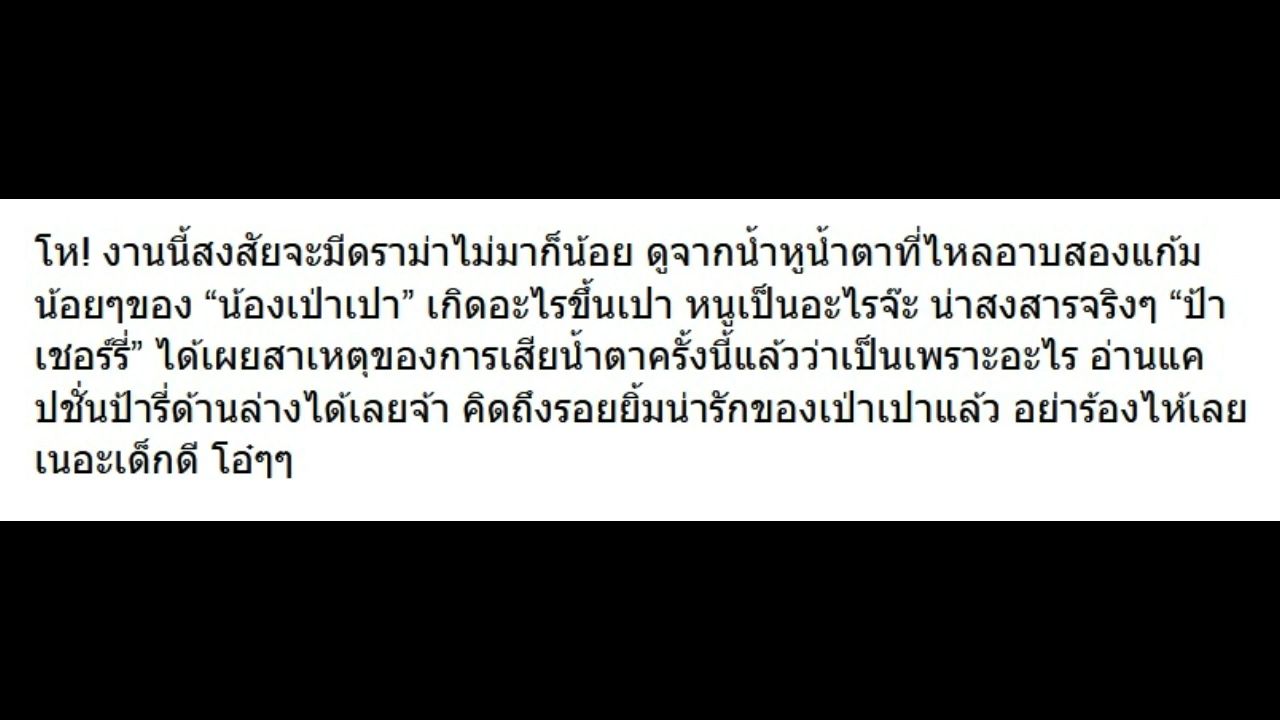 โห! งานนี้สงสัยจะมีดราม่าไม่มาก็น้อย ดูจากน้ำหูน้ำตาที่ไหลอาบสองแก้ม
น้อยๆของ “น้องเป่าเปา” เกิดอะไรขึ้นเปา หนูเป็นอะไรจ๊ะ น่าสงสารจริงๆ “ป้า
เชอร์รี่” ได้เผยสาเหตุของการเสียน้ำตาครั้งนี้แล้วว่าเป็นเพราะอะไร อ่านแค
ปชั่นป้ารี่ด้านล่างได้เลยจ้า คิดถึงรอยยิ้มน่ารักของเป่าเปาแล้ว อย่าร้องไห้เลย
เนอะเด็กดี โอ๋ๆๆ